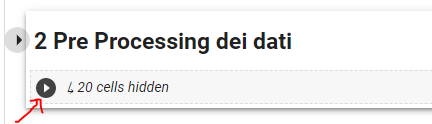 2 Pre Processing dei dati
↳ 20 cells hidden